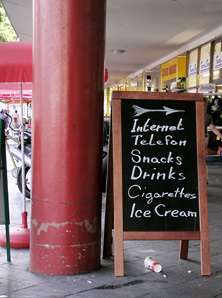 Internet
Telefon
Snacks
Drinks
Cigarettes
Ice Cream